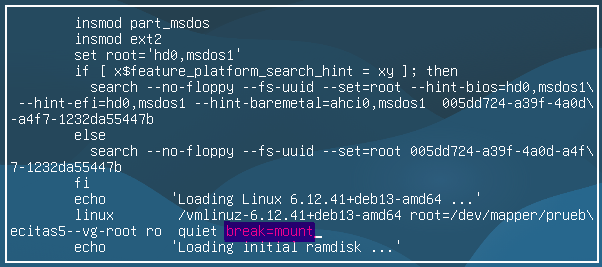 insmod part_msdos
insmod ext2
set root='hd0,msdos1'
if [ x$feature_platform_search_hint = xy ]; then
search --no-floppy --fs-uuid --set=root --hint-bios=hd0,msdos1\
--hint-efi=hd0,msdos1 --hint-baremetal=ahci0,msdos1  005dd724-a39f-4a0d\
-a4f7-1232da55447b
else
search --no-floppy --fs-uuid --set=root 005dd724-a39f-4a0d-a4f\
7-1232da55447b
fi
echo 'Loading Linux 6.12.41+deb13-amd64 ...'
linux /vmlinuz-6.12.41+deb13-amd64 root=/dev/mapper/prueb\
ecitas5--vg-root ro  quiet break=mount_
echo 'Loading initial ramdisk ...'